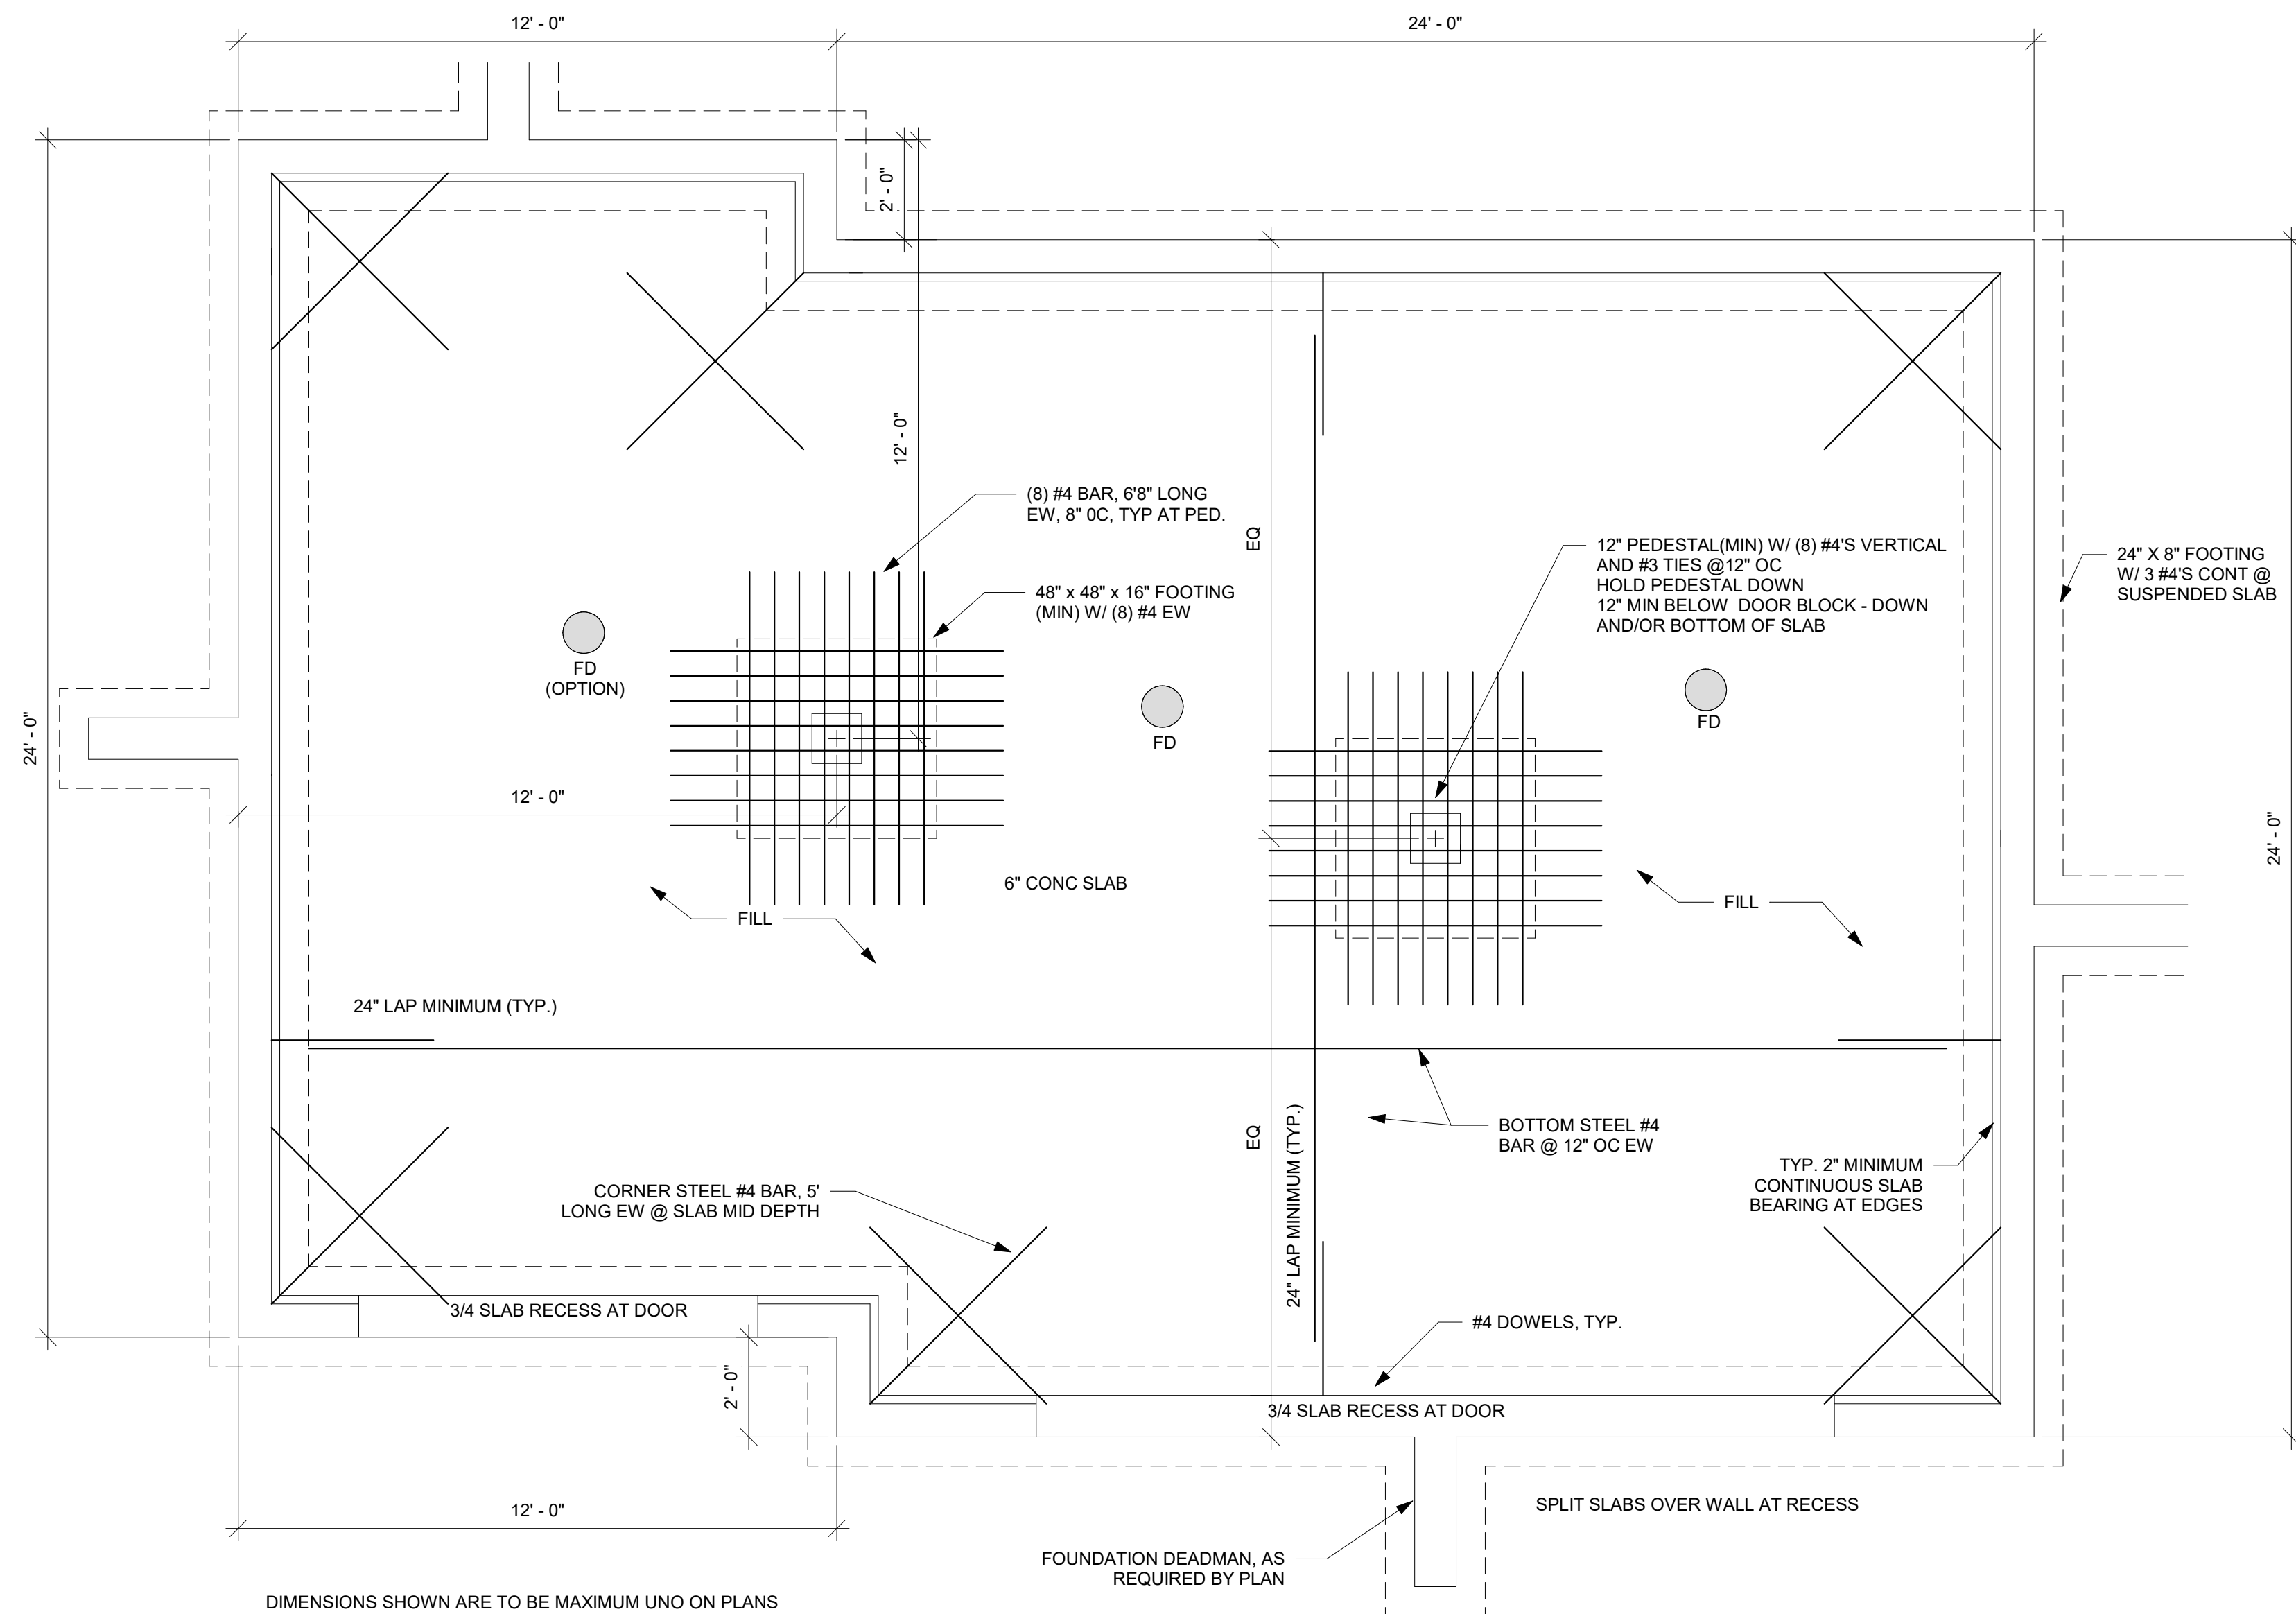 12' - 0"
24' - 0"
2' - 0"
12' - 0"
(8) #4 BAR, 6'8" LONG
EW, 8" 0C, TYP AT PED.
EQ
12" PEDESTAL(MIN) W/ (8) #4'S VERTICAL
AND #3 TIES @12" OC
HOLD PEDESTAL DOWN
12" MIN BELOW DOOR BLOCK - DOWN
AND/OR BOTTOM OF SLAB
24" X 8" FOOTING
W/ 3 #4'S CONT @
SUSPENDED SLAB
48" x 48" x 16" FOOTING
(MIN) W/ (8) #4 EW
FD
(OPTION)
FD
FD
24' - 0"
12' - 0"
24' - 0"
6" CONC SLAB
FILL
FILL
24" LAP MINIMUM (TYP.)
BOTTOM STEEL #4
BAR @ 12" OC EW
EQ
24" LAP MINIMUM (TYP.)
TYP. 2" MINIMUM
CONTINUOUS SLAB
BEARING AT EDGES
CORNER STEEL #4 BAR, 5'
LONG EW @ SLAB MID DEPTH
3/4 SLAB RECESS AT DOOR
#4 DOWELS, TYP.
2' - 0"
3/4 SLAB RECESS AT DOOR
12' - 0"
SPLIT SLABS OVER WALL AT RECESS
FOUNDATION DEADMAN, AS
REQUIRED BY PLAN
DIMENSIONS SHOWN ARE TO BE MAXIMUM UNO ON PLANS